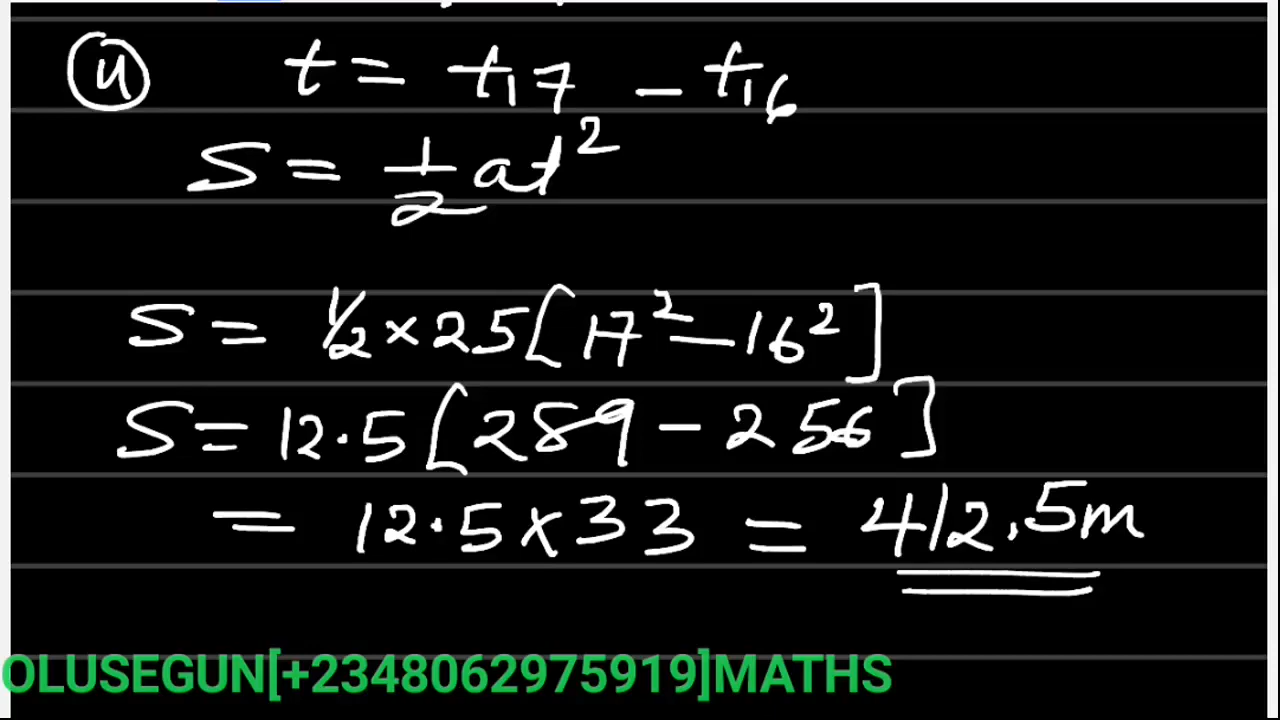 (ii) t = t17 - t16
S = 1/2 at²
S = ½ × 25[17² - 16²]
S = 12.5[289 - 256]
= 12.5 × 33 = 412.5m
OLUSEGUN[+2348062975919]MATHS